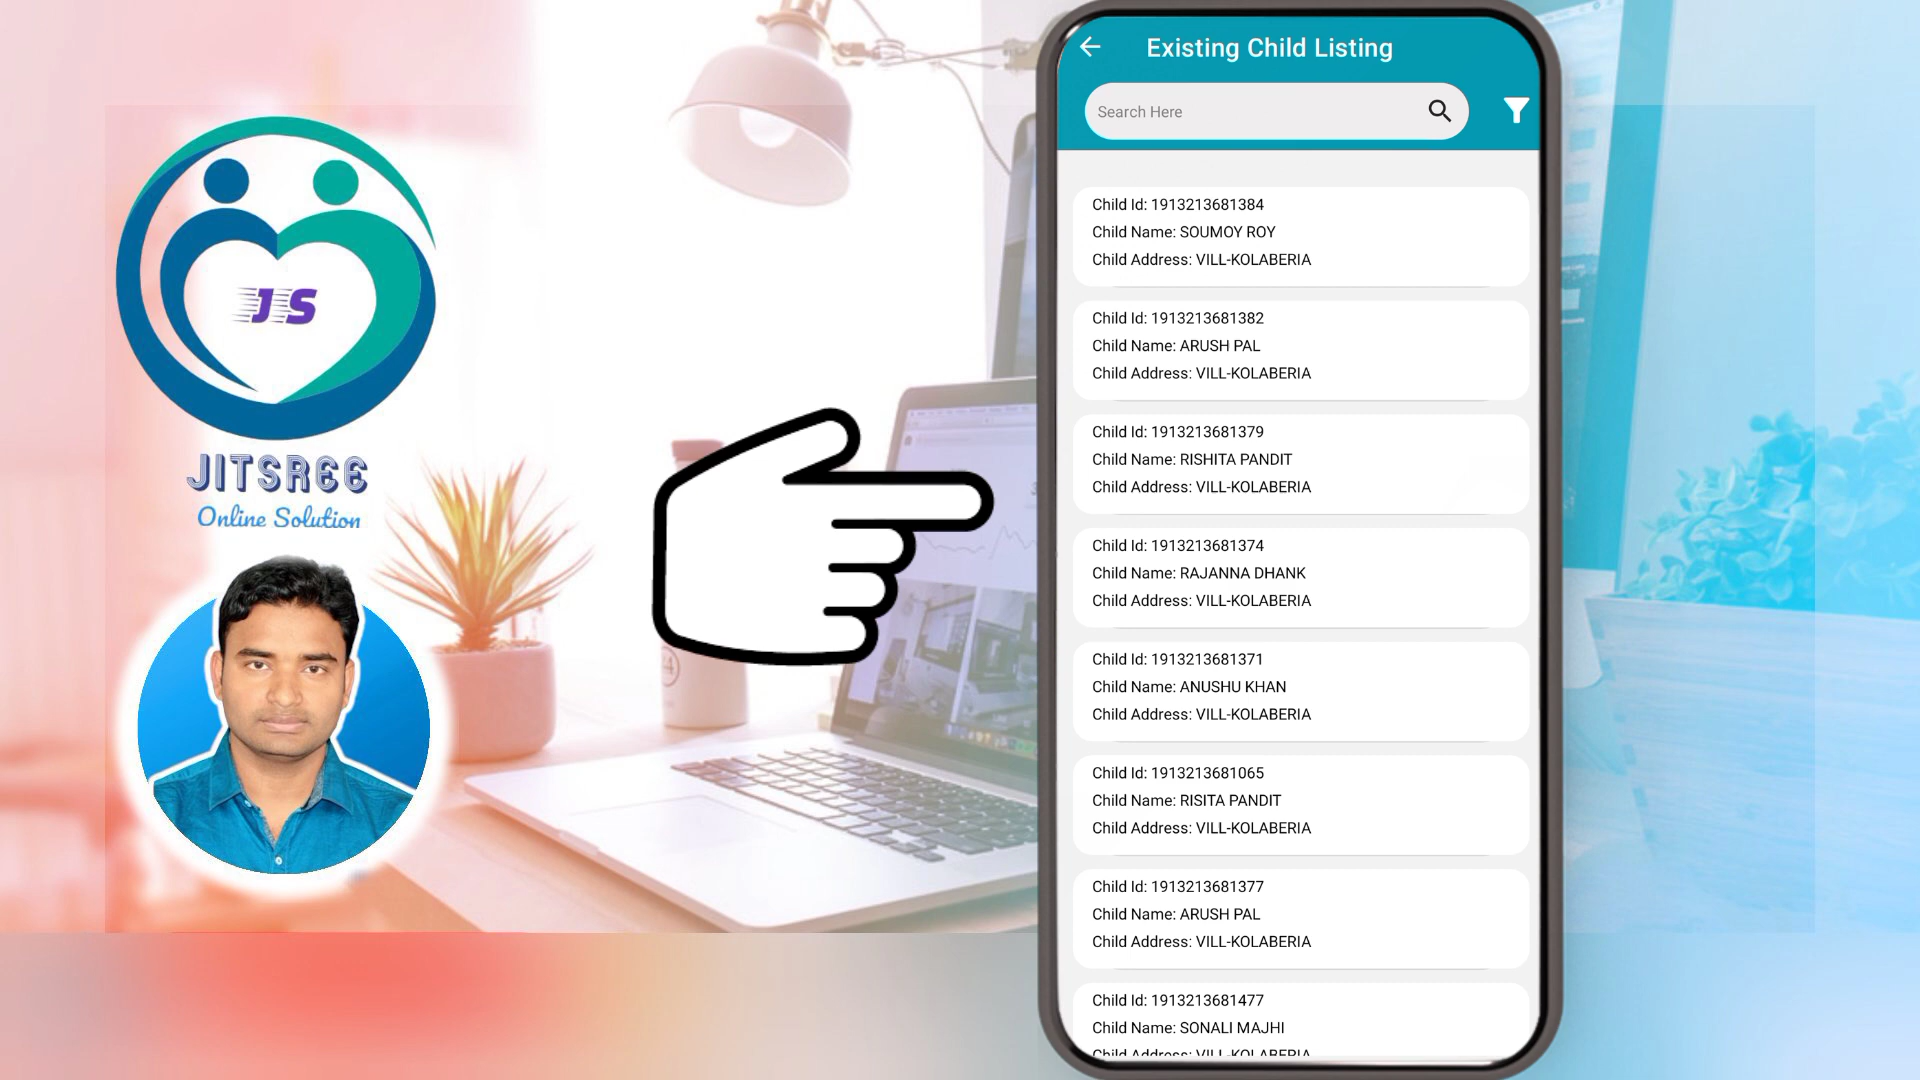 JS
JITSREE
Online Solution
Existing Child Listing
Search Here
Child Id: 1913213681384
Child Name: SOUMOY ROY
Child Address: VILL-KOLABERIA
Child Id: 1913213681382
Child Name: ARUSH PAL
Child Address: VILL-KOLABERIA
Child Id: 1913213681379
Child Name: RISHITA PANDIT
Child Address: VILL-KOLABERIA
Child Id: 1913213681374
Child Name: RAJANNA DHANK
Child Address: VILL-KOLABERIA
Child Id: 1913213681371
Child Name: ANUSHU KHAN
Child Address: VILL-KOLABERIA
Child Id: 1913213681065
Child Name: RISITA PANDIT
Child Address: VILL-KOLABERIA
Child Id: 1913213681377
Child Name: ARUSH PAL
Child Address: VILL-KOLABERIA
Child Id: 1913213681477
Child Name: SONALI MAJHI
Child Address: VILL-KOLABERIA